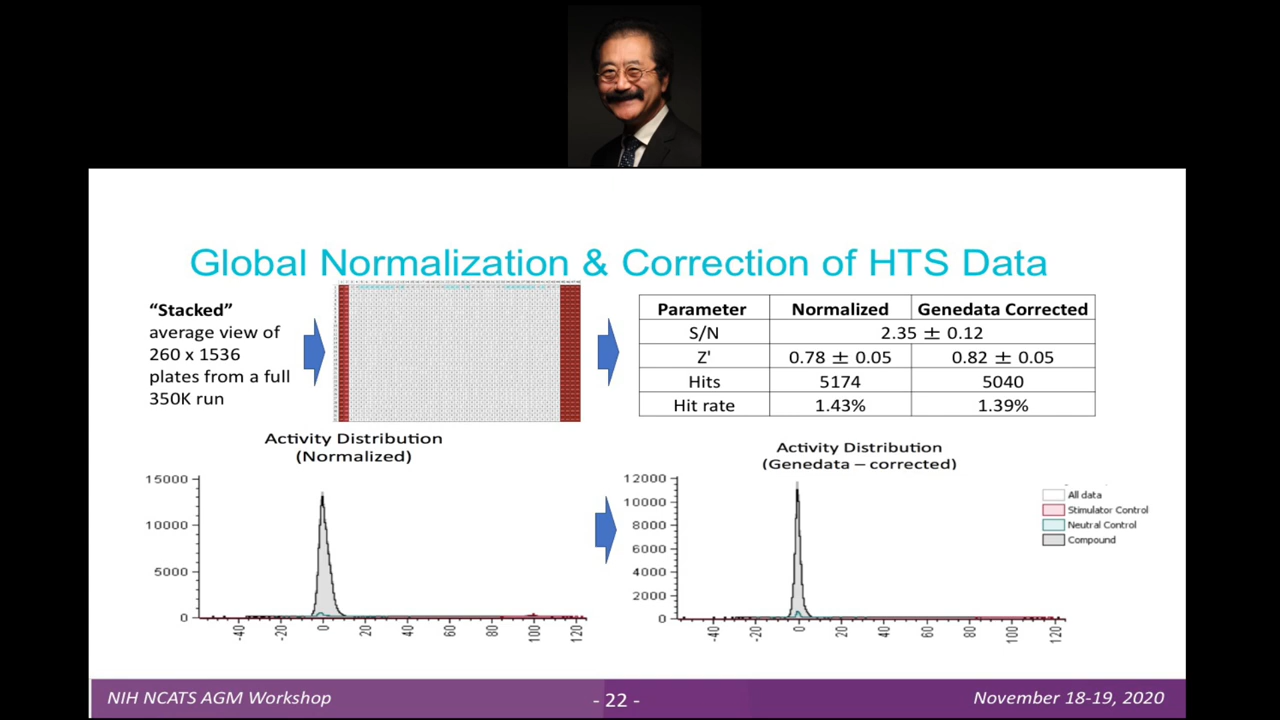 Global Normalization & Correction of HTS Data
“Stacked”
average view of
260 x 1536
plates from a full
350K run
Parameter Normalized Genedata Corrected
S/N 2.35 ± 0.12
Z' 0.78 ± 0.05 0.82 ± 0.05
Hits 5174 5040
Hit rate 1.43% 1.39%
Activity Distribution
(Normalized)
15000
10000
5000
0
-40 -20 0 20 40 60 80 100 120
Activity Distribution
(Genedata – corrected)
12000
10000
8000
6000
4000
2000
0
-40 -20 0 20 40 60 80 100 120
All data
Stimulator Control
Neutral Control
Compound
NIH NCATS AGM Workshop
- 22 -
November 18-19, 2020